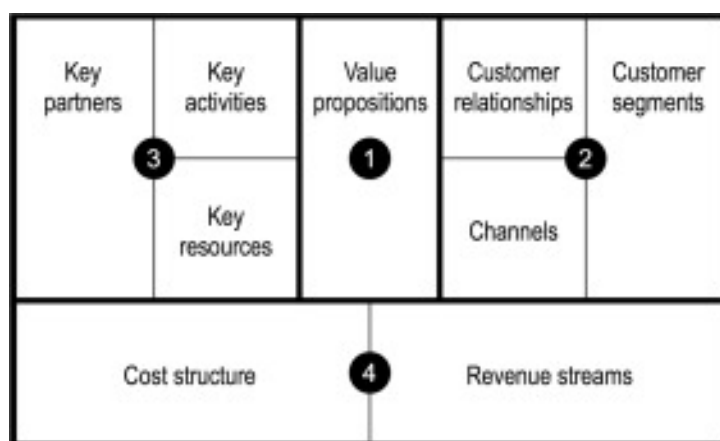 Key
partners
Key
activities
Value
propositions
Customer
relationships
Customer
segments
3
1
2
Key
resources
Channels
Cost structure
4
Revenue streams